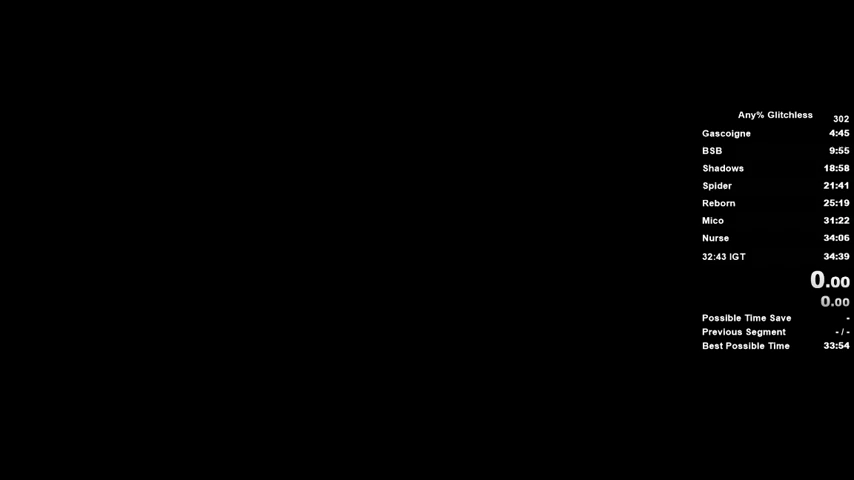 Any% Glitchless 302
Gascoigne 4:45
BSB 9:55
Shadows 18:58
Spider 21:41
Reborn 25:19
Mico 31:22
Nurse 34:06
32:43 IGT 34:39
0.00
0.00
Possible Time Save -
Previous Segment - / -
Best Possible Time 33:54